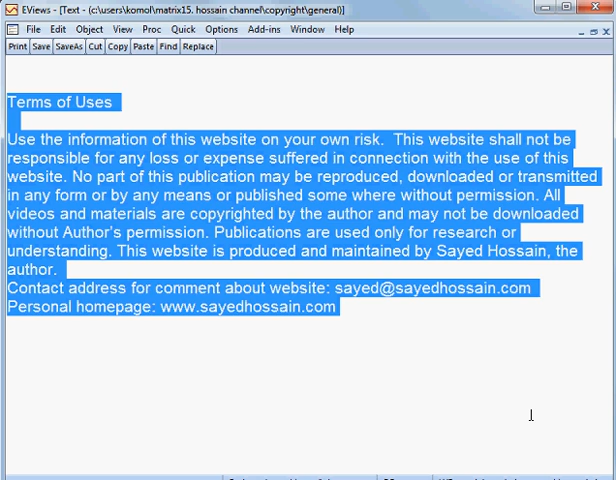 EViews - [Text - (c:\users\komol\matrix15. hossain channel\copyright\general)]
File Edit Object View Proc Quick Options Add-ins Window Help
Print Save SaveAs Cut Copy Paste Find Replace
Terms of Uses
Use the information of this website on your own risk.  This website shall not be
responsible for any loss or expense suffered in connection with the use of this
website. No part of this publication may be reproduced, downloaded or transmitted
in any form or by any means or published some where without permission. All
videos and materials are copyrighted by the author and may not be downloaded
without Author's permission. Publications are used only for research or
understanding. This website is produced and maintained by Sayed Hossain, the
author.
Contact address for comment about website: sayed@sayedhossain.com
Personal homepage: www.sayedhossain.com